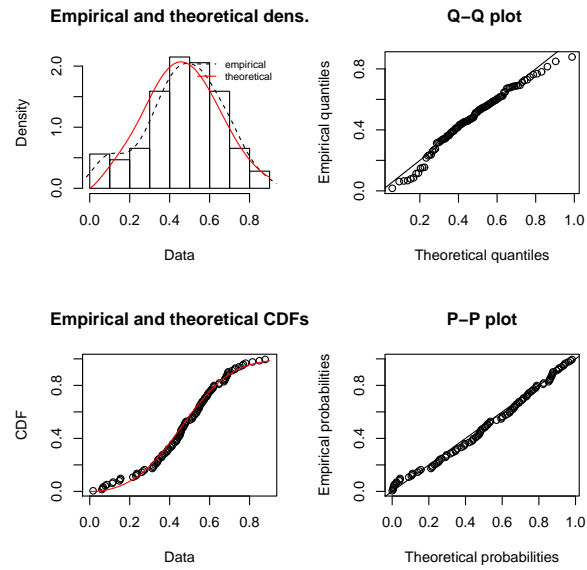 Empirical and theoretical dens.
Density
0.0 1.0 2.0
empirical
theoretical
0.0 0.2 0.4 0.6 0.8
Data
Q−Q plot
Empirical quantiles
0.0 0.4 0.8
0.2 0.4 0.6 0.8 1.0
Theoretical quantiles
Empirical and theoretical CDFs
CDF
0.0 0.4 0.8
0.0 0.2 0.4 0.6 0.8
Data
P−P plot
Empirical probabilities
0.0 0.4 0.8
0.0 0.2 0.4 0.6 0.8 1.0
Theoretical probabilities